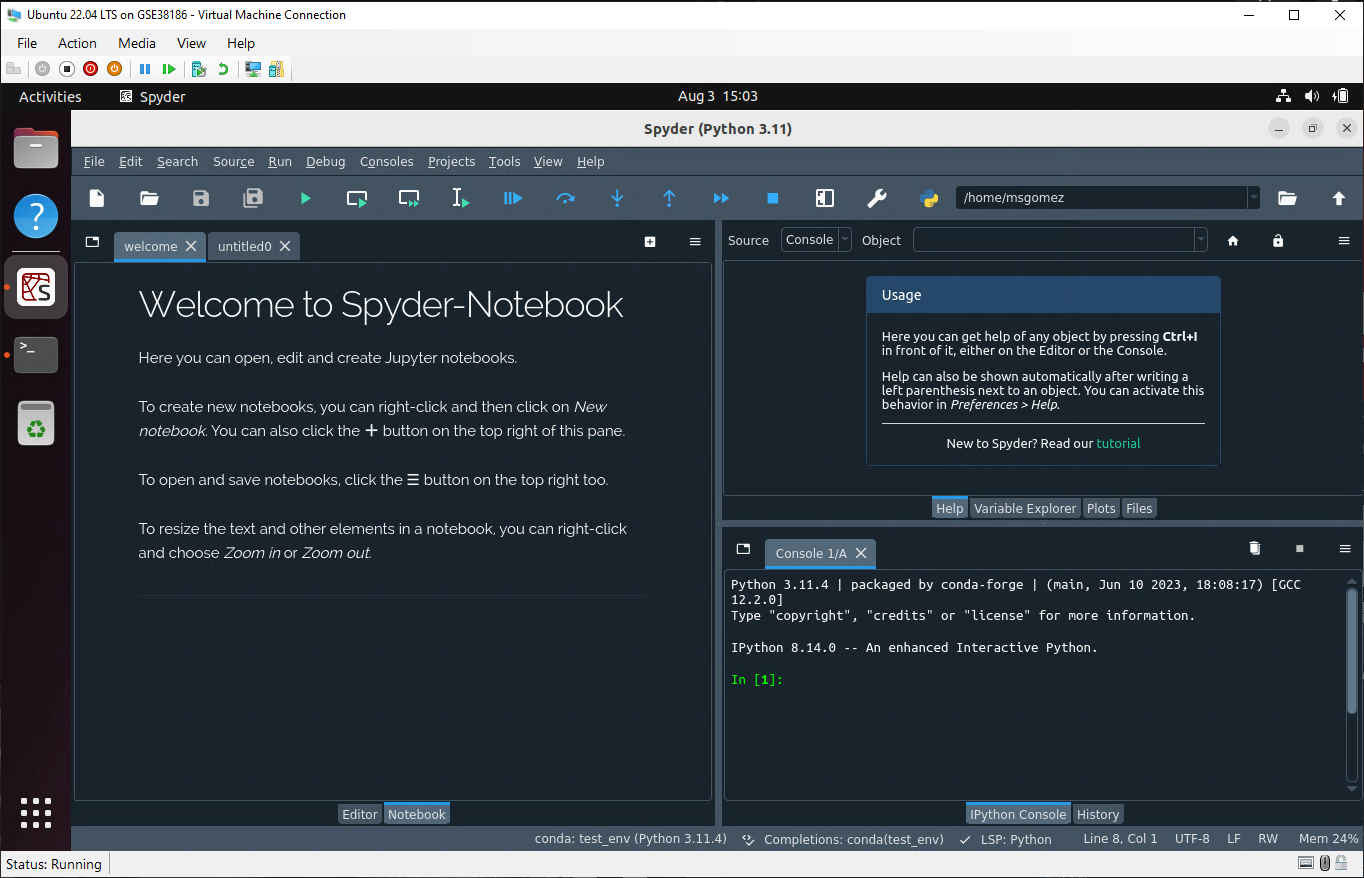 Ubuntu 22.04 LTS on GSE38186 - Virtual Machine Connection
File Action Media View Help
Activities Spyder Aug 3 15:03
Spyder (Python 3.11)
File Edit Search Source Run Debug Consoles Projects Tools View Help
/home/msgomez
welcome untitled0
Welcome to Spyder-Notebook
Here you can open, edit and create Jupyter notebooks.
To create new notebooks, you can right-click and then click on New
notebook. You can also click the + button on the top right of this pane.
To open and save notebooks, click the ☰ button on the top right too.
To resize the text and other elements in a notebook, you can right-click
and choose Zoom in or Zoom out.
Editor Notebook
Source Console Object
Usage
Here you can get help of any object by pressing Ctrl+I
in front of it, either on the Editor or the Console.
Help can also be shown automatically after writing a
left parenthesis next to an object. You can activate this
behavior in Preferences > Help.
New to Spyder? Read our tutorial
Help Variable Explorer Plots Files
Console 1/A
Python 3.11.4 | packaged by conda-forge | (main, Jun 10 2023, 18:08:17) [GCC
12.2.0]
Type "copyright", "credits" or "license" for more information.
IPython 8.14.0 -- An enhanced Interactive Python.
In [1]:
IPython Console History
conda: test_env (Python 3.11.4) Completions: conda(test_env) LSP: Python Line 8, Col 1 UTF-8 LF RW Mem 24%
Status: Running